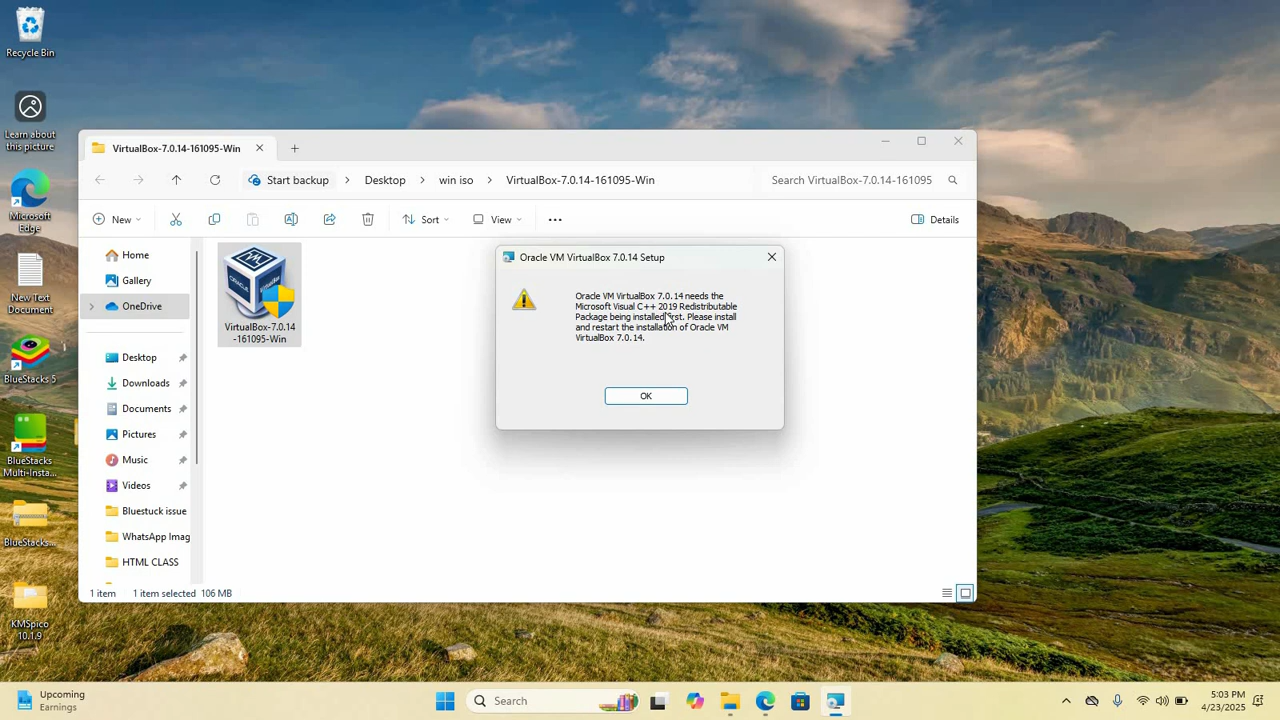 Recycle Bin
Learn about
this picture
Microsoft
Edge
New Text
Document
BlueStacks 5
BlueStacks
Multi-Insta...
BlueStacks...
KMSpico
10.1.9
VirtualBox-7.0.14-161095-Win
Start backup
Desktop
win iso
VirtualBox-7.0.14-161095-Win
Search VirtualBox-7.0.14-161095
New
Sort
View
Details
Home
Gallery
OneDrive
Desktop
Downloads
Documents
Pictures
Music
Videos
Bluestuck issue
WhatsApp Imag
HTML CLASS
VirtualBox-7.0.14
-161095-Win
Oracle VM VirtualBox 7.0.14 Setup
Oracle VM VirtualBox 7.0.14 needs the
Microsoft Visual C++ 2019 Redistributable
Package being installed first. Please install
and restart the installation of Oracle VM
VirtualBox 7.0.14.
OK
1 item
1 item selected
106 MB
Upcoming
Earnings
Search
5:03 PM
4/23/2025